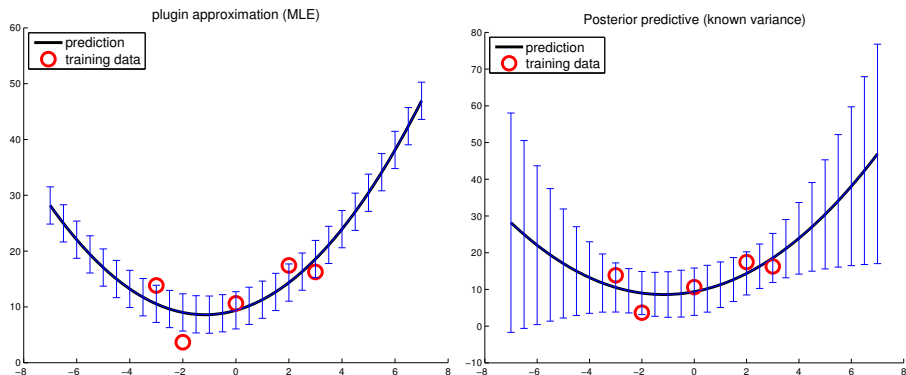 plugin approximation (MLE)
60
50
40
30
20
10
0
prediction
training data
−8 −6 −4 −2 0 2 4 6 8
Posterior predictive (known variance)
80
70
60
50
40
30
20
10
0
−10
prediction
training data
−8 −6 −4 −2 0 2 4 6 8